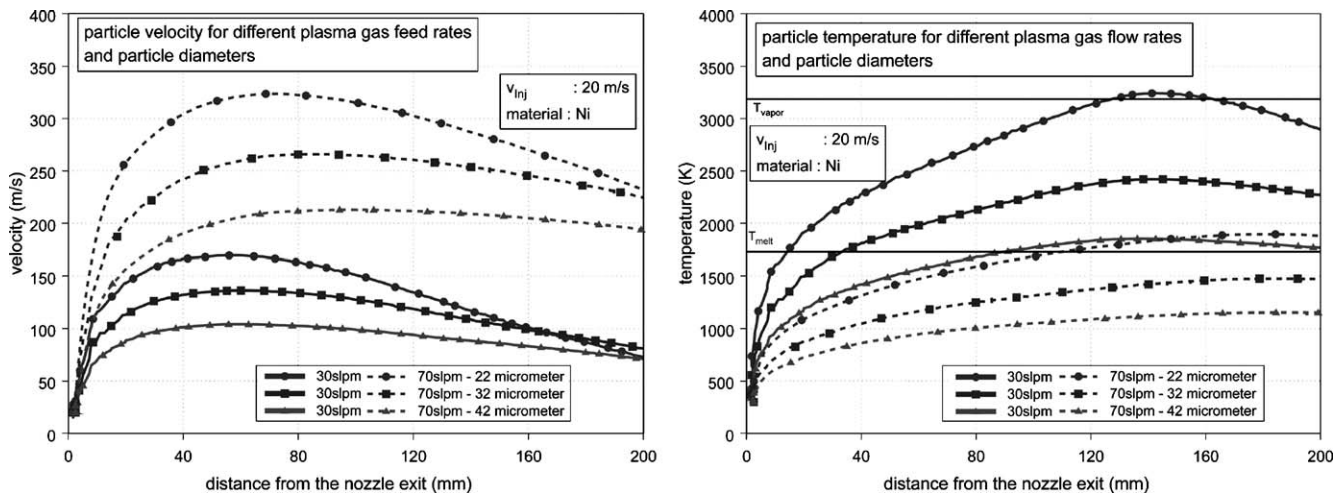 particle velocity for different plasma gas feed rates
and particle diameters
v_Inj : 20 m/s
material : Ni
velocity (m/s)
400
350
300
250
200
150
100
50
0
30slpm 70slpm - 22 micrometer
30slpm 70slpm - 32 micrometer
30slpm 70slpm - 42 micrometer
0 40 80 120 160 200
distance from the nozzle exit (mm)
particle temperature for different plasma gas flow rates
and particle diameters
T_vapor
v_Inj : 20 m/s
material : Ni
T_melt
temperature (K)
4000
3500
3000
2500
2000
1500
1000
500
0
30slpm 70slpm - 22 micrometer
30slpm 70slpm - 32 micrometer
30slpm 70slpm - 42 micrometer
0 40 80 120 160 200
distance from the nozzle exit (mm)